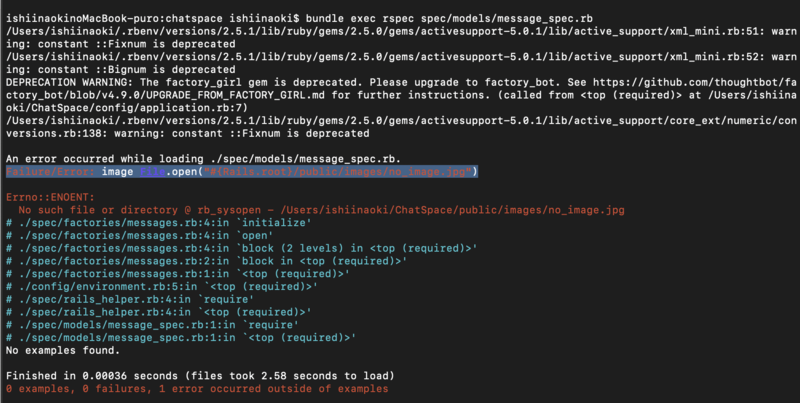 ishiinaokinoMacBook-puro:chatspace ishiinaoki$ bundle exec rspec spec/models/message_spec.rb
/Users/ishiinaoki/.rbenv/versions/2.5.1/lib/ruby/gems/2.5.0/gems/activesupport-5.0.1/lib/active_support/xml_mini.rb:51: warn
ing: constant ::Fixnum is deprecated
/Users/ishiinaoki/.rbenv/versions/2.5.1/lib/ruby/gems/2.5.0/gems/activesupport-5.0.1/lib/active_support/xml_mini.rb:52: warn
ing: constant ::Bignum is deprecated
DEPRECATION WARNING: The factory_girl gem is deprecated. Please upgrade to factory_bot. See https://github.com/thoughtbot/fa
ctory_bot/blob/v4.9.0/UPGRADE_FROM_FACTORY_GIRL.md for further instructions. (called from <top (required)> at /Users/ishiina
oki/ChatSpace/config/application.rb:7)
/Users/ishiinaoki/.rbenv/versions/2.5.1/lib/ruby/gems/2.5.0/gems/activesupport-5.0.1/lib/active_support/core_ext/numeric/con
versions.rb:138: warning: constant ::Fixnum is deprecated

An error occurred while loading ./spec/models/message_spec.rb.
Failure/Error: image File.open("#{Rails.root}/public/images/no_image.jpg")

Errno::ENOENT:
  No such file or directory @ rb_sysopen - /Users/ishiinaoki/ChatSpace/public/images/no_image.jpg
# ./spec/factories/messages.rb:4:in `initialize'
# ./spec/factories/messages.rb:4:in `open'
# ./spec/factories/messages.rb:4:in `block (2 levels) in <top (required)>'
# ./spec/factories/messages.rb:2:in `block in <top (required)>'
# ./spec/factories/messages.rb:1:in `<top (required)>'
# ./config/environment.rb:5:in `<top (required)>'
# ./spec/rails_helper.rb:4:in `require'
# ./spec/rails_helper.rb:4:in `<top (required)>'
# ./spec/models/message_spec.rb:1:in `require'
# ./spec/models/message_spec.rb:1:in `<top (required)>'
No examples found.

Finished in 0.00036 seconds (files took 2.58 seconds to load)
0 examples, 0 failures, 1 error occurred outside of examples